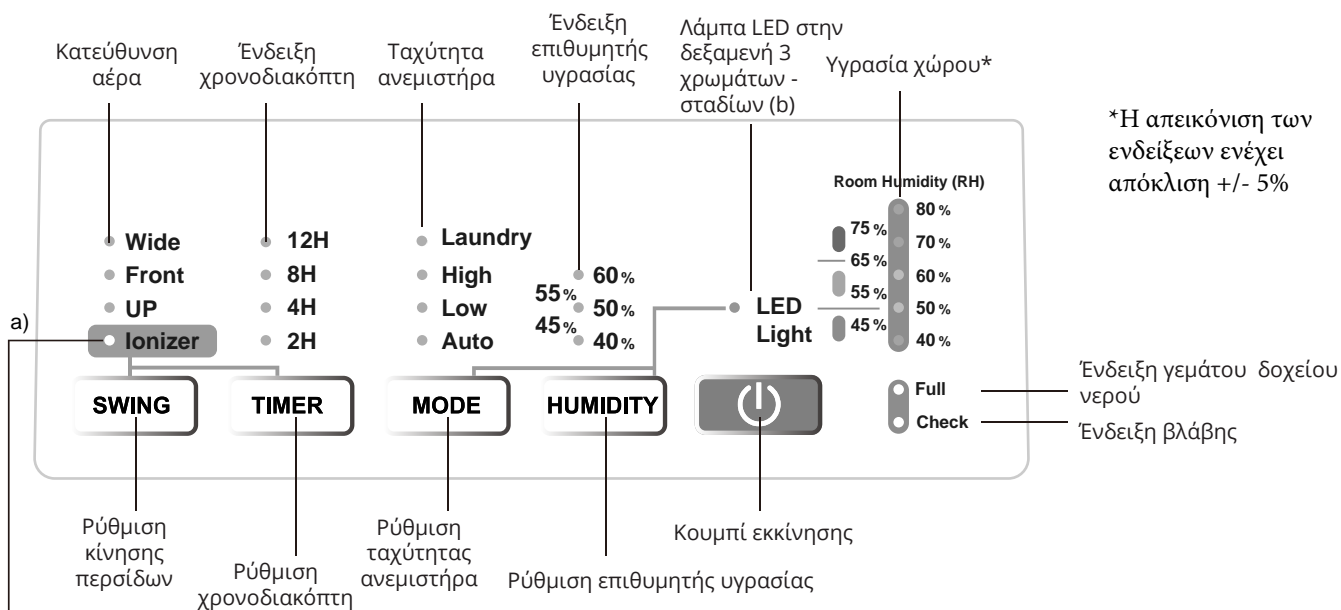 Κατεύθυνση
αέρα
Ένδειξη
χρονοδιακόπτη
Ταχύτητα
ανεμιστήρα
Ένδειξη
επιθυμητής
υγρασίας
Λάμπα LED στην
δεξαμενή 3
χρωμάτων -
σταδίων (b)
Υγρασία χώρου*
*Η απεικόνιση των
ενδείξεων ενέχει
απόκλιση +/- 5%
a)
Wide
Front
UP
Ionizer
12H
8H
4H
2H
Laundry
High
Low
Auto
60%
55%
50%
45%
40%
LED
Light
Room Humidity (RH)
80%
75%
70%
65%
60%
55%
50%
45%
40%
Full
Check
SWING
TIMER
MODE
HUMIDITY
Ένδειξη γεμάτου δοχείου
νερού
Ένδειξη βλάβης
Ρύθμιση
κίνησης
περσίδων
Ρύθμιση
χρονοδιακόπτη
Ρύθμιση
ταχύτητας
ανεμιστήρα
Ρύθμιση επιθυμητής υγρασίας
Κουμπί εκκίνησης